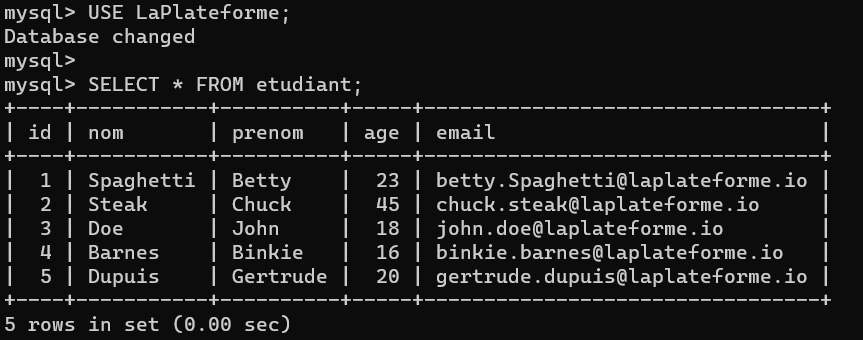 mysql> USE LaPlateforme;
Database changed
mysql>
mysql> SELECT * FROM etudiant;
+----+-----------+----------+-----+--------------------------------+
| id | nom       | prenom   | age | email                          |
+----+-----------+----------+-----+--------------------------------+
|  1 | Spaghetti | Betty    |  23 | betty.Spaghetti@laplateforme.io |
|  2 | Steak     | Chuck    |  45 | chuck.steak@laplateforme.io    |
|  3 | Doe       | John     |  18 | john.doe@laplateforme.io       |
|  4 | Barnes    | Binkie   |  16 | binkie.barnes@laplateforme.io  |
|  5 | Dupuis    | Gertrude |  20 | gertrude.dupuis@laplateforme.io |
+----+-----------+----------+-----+--------------------------------+
5 rows in set (0.00 sec)